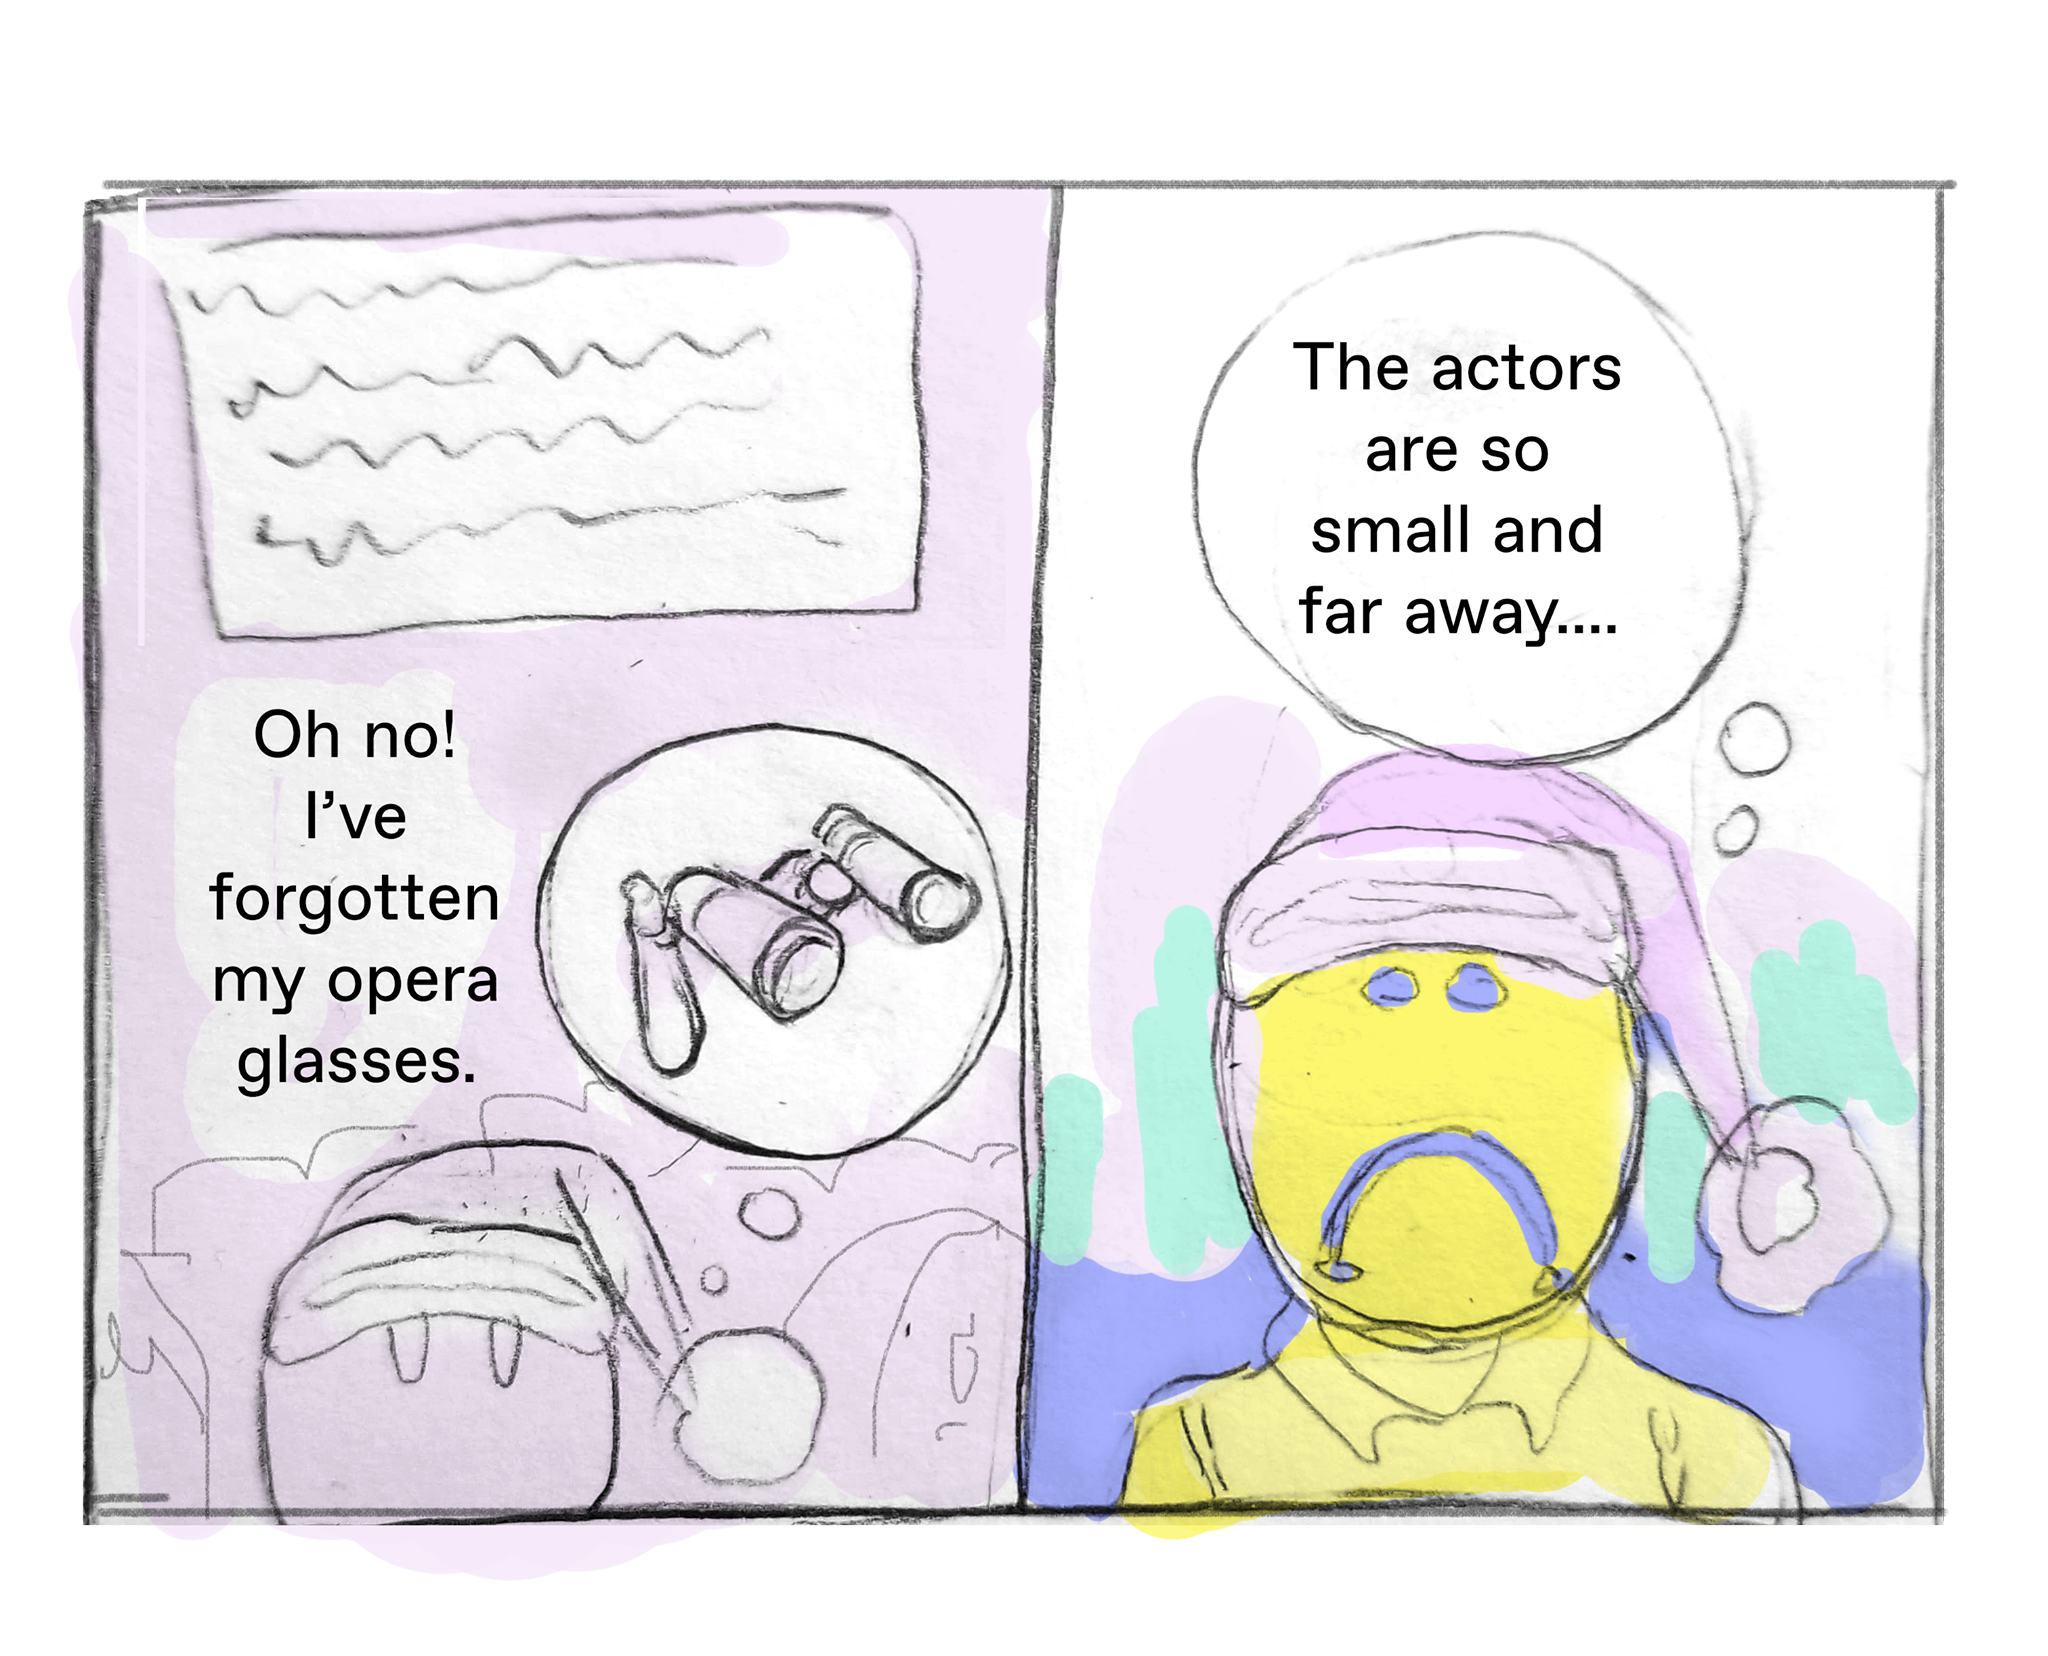 Oh no!
I’ve
forgotten
my opera
glasses.
The actors
are so
small and
far away....